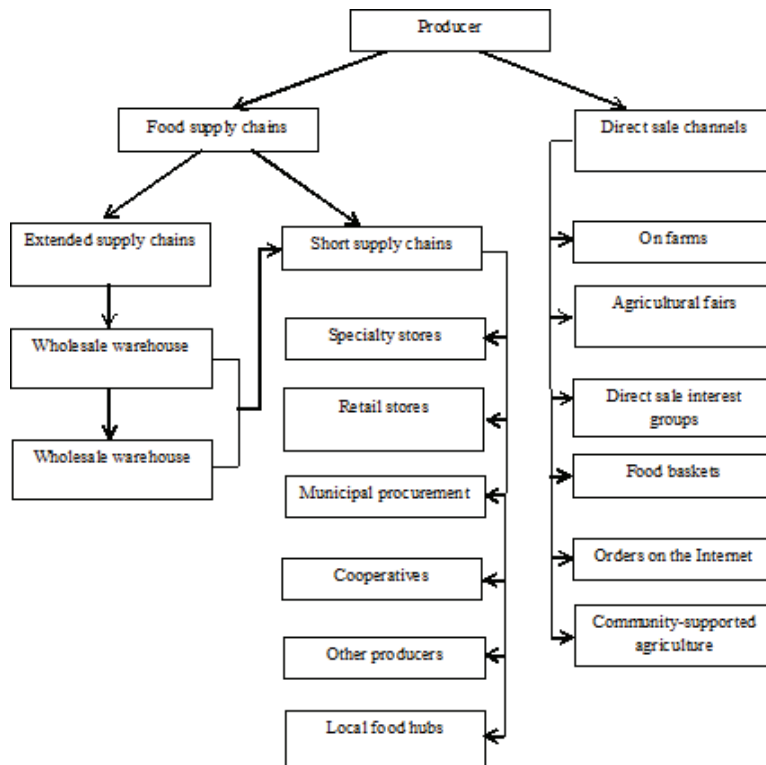 Producer
Food supply chains
Direct sale channels
Extended supply chains
Short supply chains
On farms
Wholesale warehouse
Specialty stores
Agricultural fairs
Retail stores
Direct sale interest
groups
Wholesale warehouse
Municipal procurement
Food baskets
Cooperatives
Orders on the Internet
Other producers
Community-supported
agriculture
Local food hubs